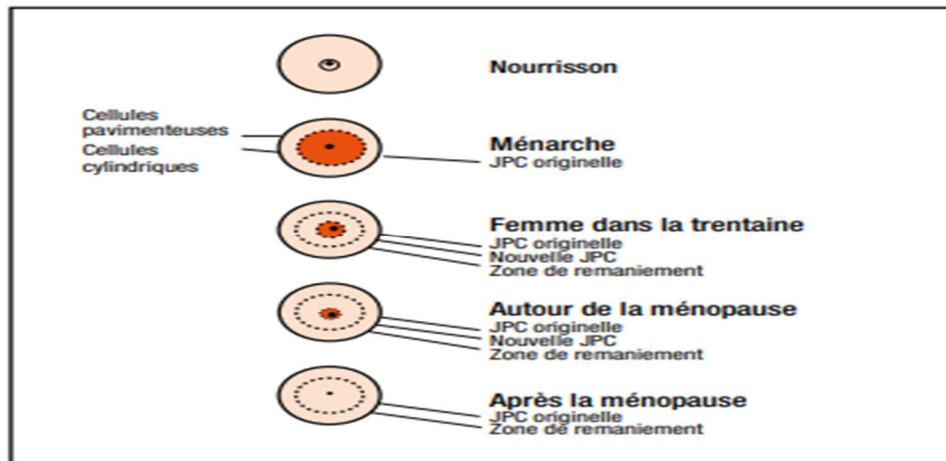 Nourrisson
Cellules
pavimenteuses
Cellules
cylindriques
Ménarche
JPC originelle
Femme dans la trentaine
JPC originelle
Nouvelle JPC
Zone de remaniement
Autour de la ménopause
JPC originelle
Nouvelle JPC
Zone de remaniement
Après la ménopause
JPC originelle
Zone de remaniement